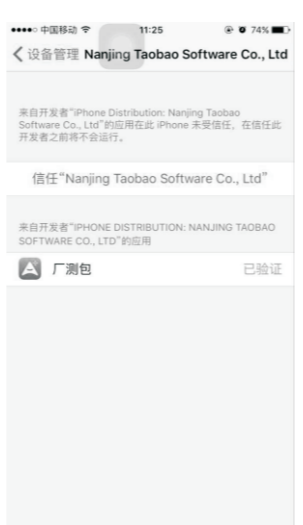 中国移动 11:25 74%
设备管理 Nanjing Taobao Software Co., Ltd
来自开发者“iPhone Distribution: Nanjing Taobao
Software Co., Ltd”的应用在此 iPhone 未受信任，在信任此
开发者之前将不会运行。
信任“Nanjing Taobao Software Co., Ltd”
来自开发者“IPHONE DISTRIBUTION: NANJING TAOBAO
SOFTWARE CO., LTD”的应用
厂测包 已验证